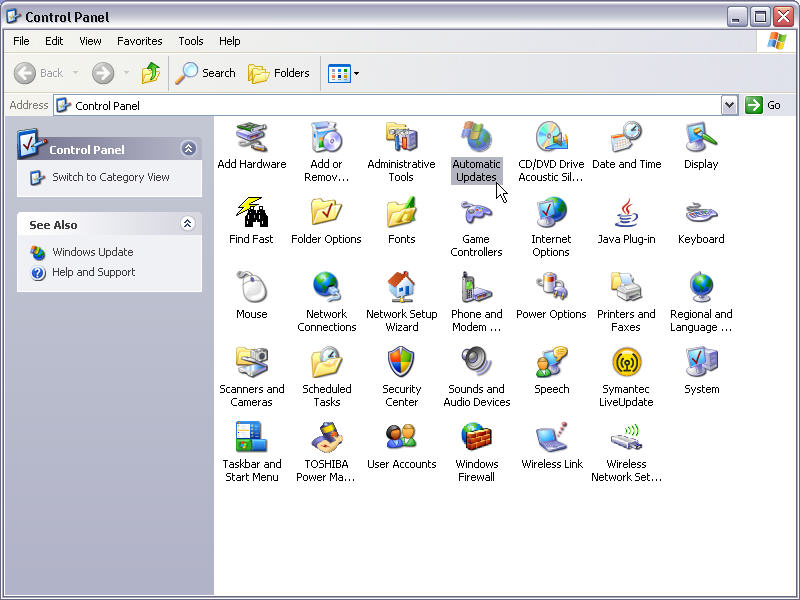 Control Panel
File Edit View Favorites Tools Help
Back Search Folders
Address Control Panel Go
Control Panel
Switch to Category View
See Also
Windows Update
Help and Support
Add Hardware
Add or
Remov...
Administrative
Tools
Automatic
Updates
CD/DVD Drive
Acoustic Sil...
Date and Time
Display
Find Fast
Folder Options
Fonts
Game
Controllers
Internet
Options
Java Plug-in
Keyboard
Mouse
Network
Connections
Network Setup
Wizard
Phone and
Modem ...
Power Options
Printers and
Faxes
Regional and
Language ...
Scanners and
Cameras
Scheduled
Tasks
Security
Center
Sounds and
Audio Devices
Speech
Symantec
LiveUpdate
System
Taskbar and
Start Menu
TOSHIBA
Power Ma...
User Accounts
Windows
Firewall
Wireless Link
Wireless
Network Set...